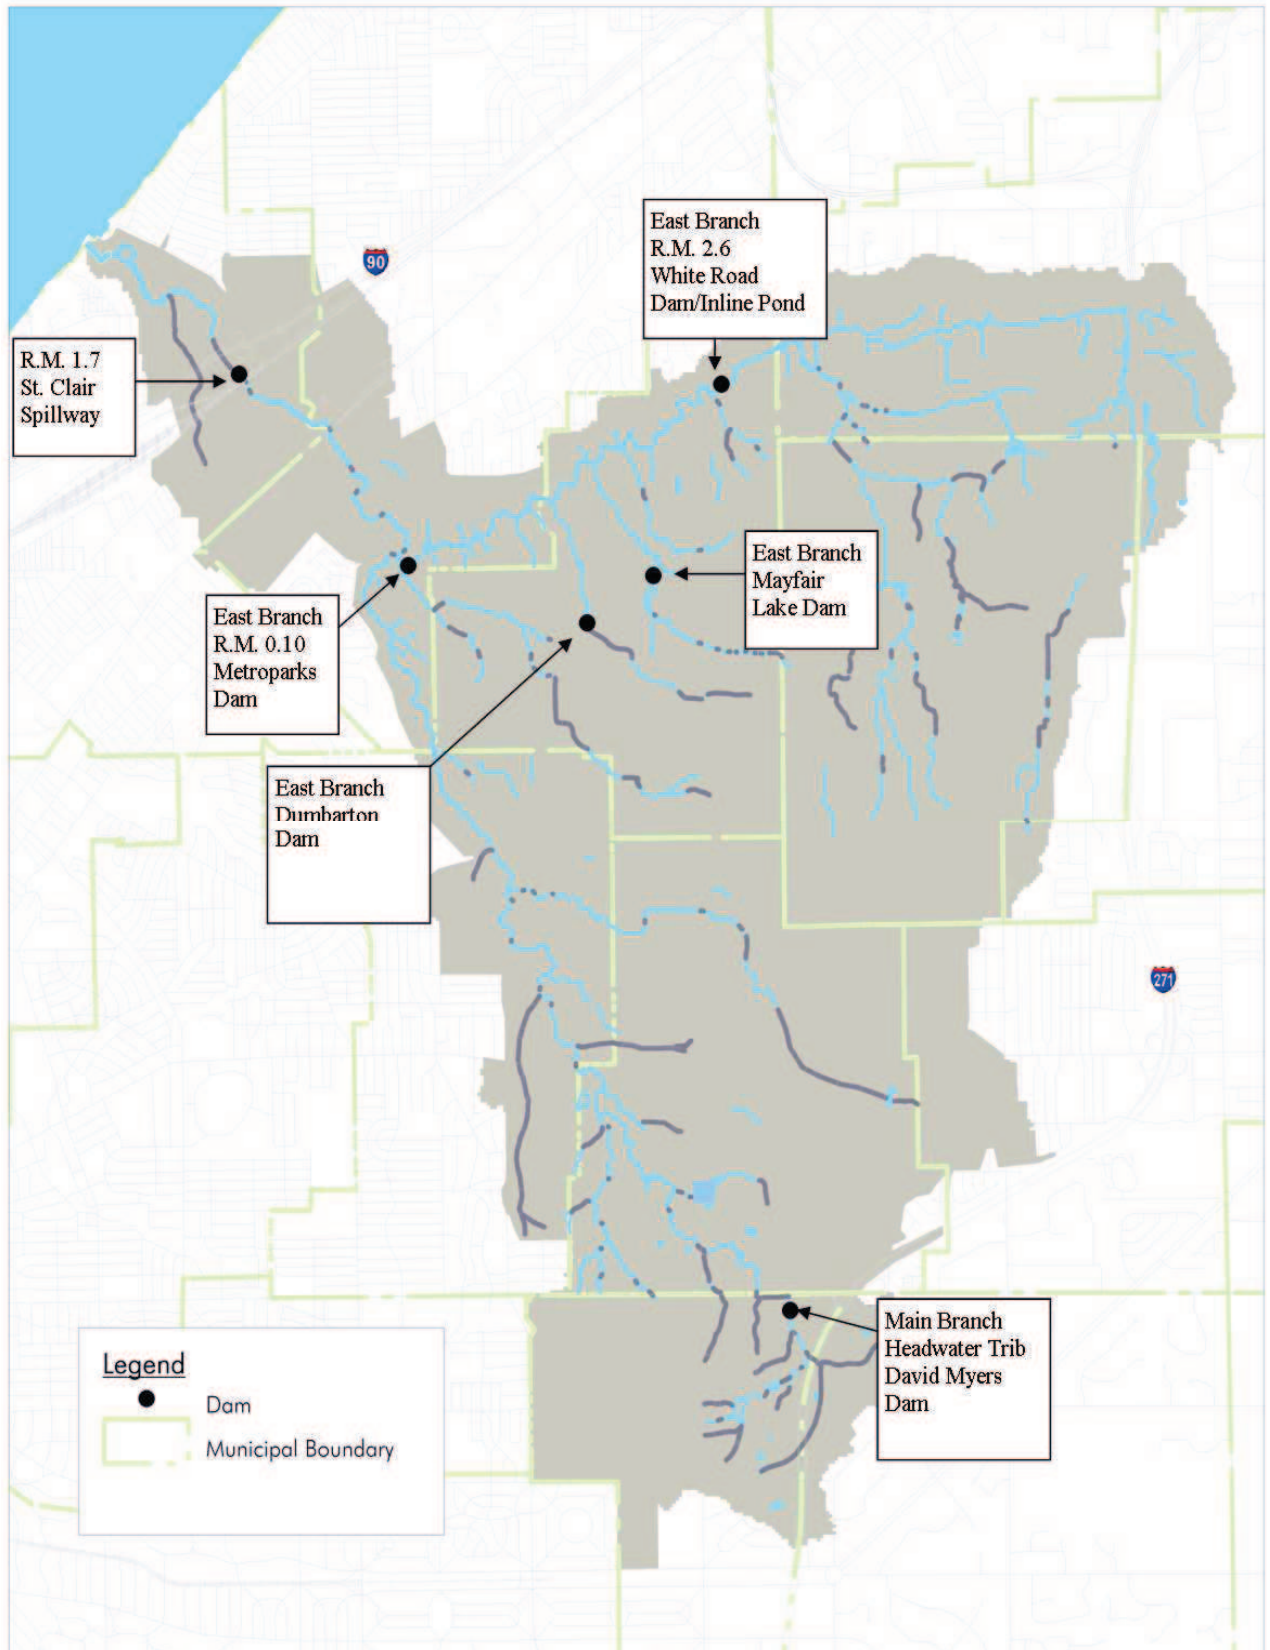 East Branch
R.M. 2.6
White Road
Dam/Inline Pond
90
R.M. 1.7
St. Clair
Spillway
East Branch
Mayfair
Lake Dam
East Branch
R.M. 0.10
Metroparks
Dam
East Branch
Dumbarton
Dam
271
Main Branch
Headwater Trib
David Myers
Dam
Legend
Dam
Municipal Boundary